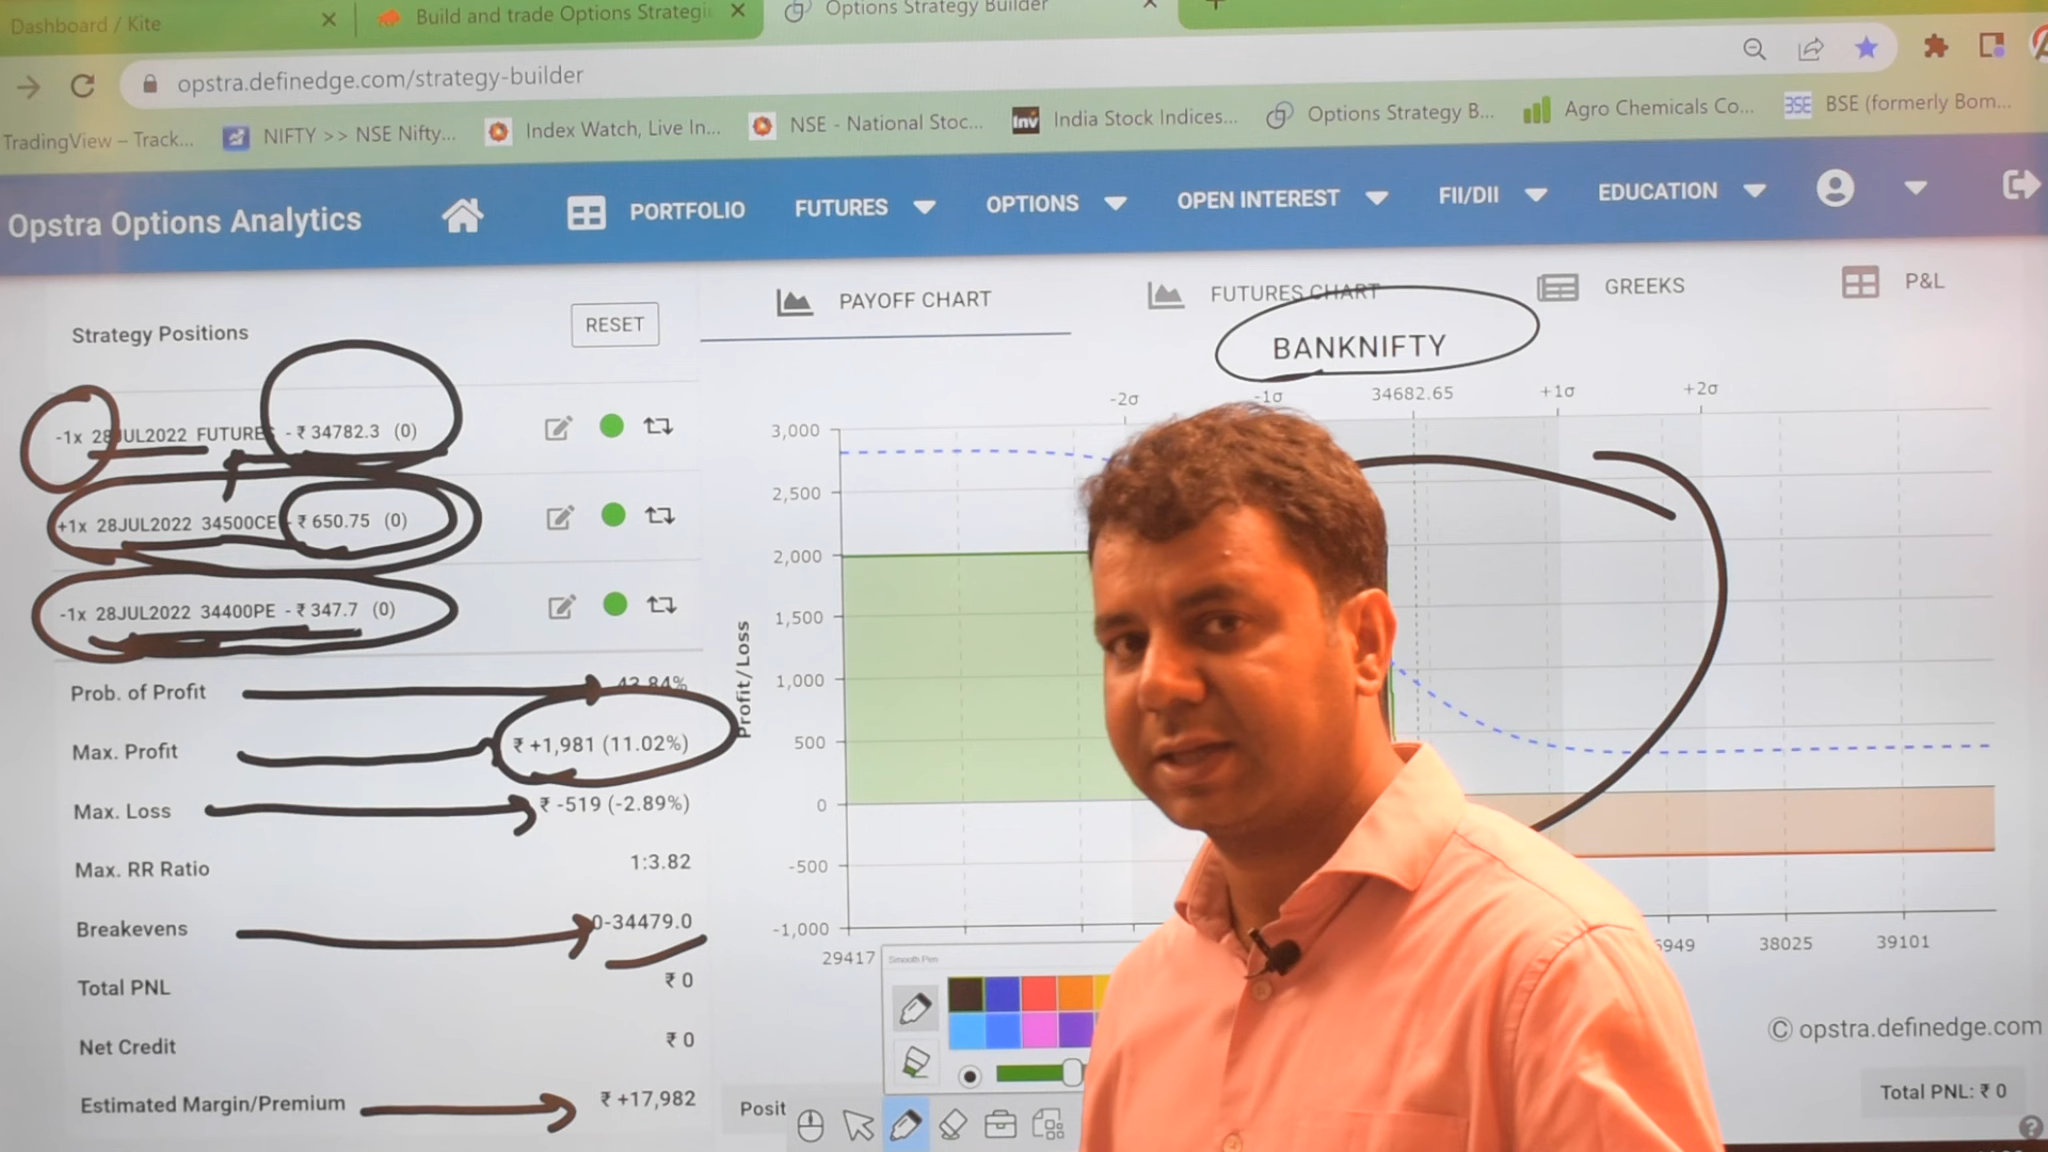 Dashboard / Kite
Build and trade Options Strategi
Options Strategy Builder
opstra.definedge.com/strategy-builder
TradingView – Track...
NIFTY >> NSE Nifty...
Index Watch, Live In...
NSE - National Stoc...
Inv
India Stock Indices...
Options Strategy B...
Agro Chemicals Co...
BSE
BSE (formerly Bom...
Opstra Options Analytics
PORTFOLIO
FUTURES
OPTIONS
OPEN INTEREST
FII/DII
EDUCATION
PAYOFF CHART
FUTURES CHART
GREEKS
P&L
Strategy Positions
RESET
-1x 28JUL2022 FUTURES - ₹ 34782.3 (0)
+1x 28JUL2022 34500CE - ₹ 650.75 (0)
-1x 28JUL2022 34400PE - ₹ 347.7 (0)
Prob. of Profit 43.84%
Max. Profit ₹ +1,981 (11.02%)
Max. Loss ₹ -519 (-2.89%)
Max. RR Ratio 1:3.82
Breakevens 0-34479.0
Total PNL ₹ 0
Net Credit ₹ 0
Estimated Margin/Premium ₹ +17,982
BANKNIFTY
-2σ -1σ 34682.65 +1σ +2σ
3,000
2,500
2,000
1,500
1,000
500
0
-500
-1,000
Profit/Loss
29417
38025 39101
Smooth Pen
Posit
© opstra.definedge.com
Total PNL: ₹ 0